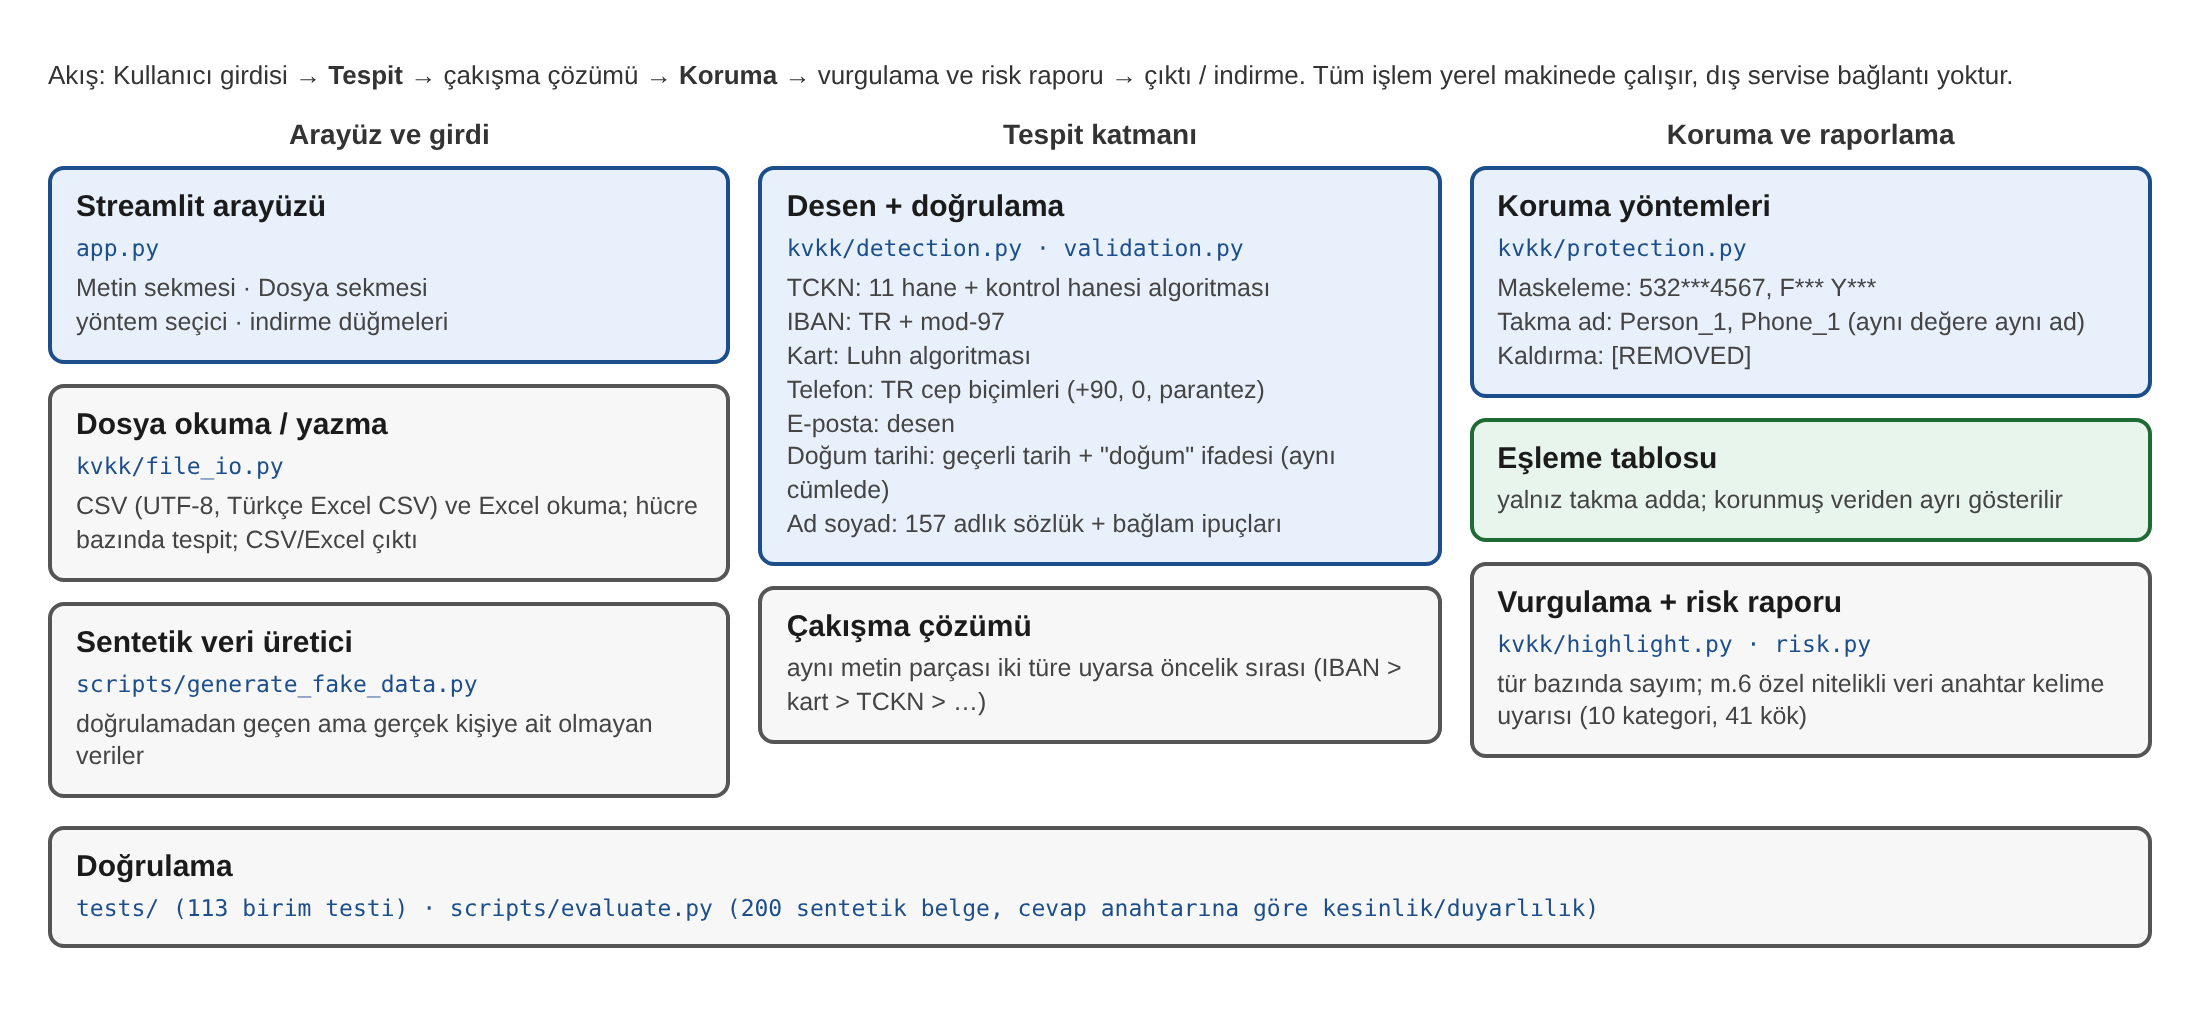 Akış: Kullanıcı girdisi → Tespit → çakışma çözümü → Koruma → vurgulama ve risk raporu → çıktı / indirme. Tüm işlem yerel makinede çalışır, dış servise bağlantı yoktur.
Arayüz ve girdi
Streamlit arayüzü
app.py
Metin sekmesi · Dosya sekmesi
yöntem seçici · indirme düğmeleri
Dosya okuma / yazma
kvkk/file_io.py
CSV (UTF-8, Türkçe Excel CSV) ve Excel okuma; hücre
bazında tespit; CSV/Excel çıktı
Sentetik veri üretici
scripts/generate_fake_data.py
doğrulamadan geçen ama gerçek kişiye ait olmayan
veriler
Tespit katmanı
Desen + doğrulama
kvkk/detection.py · validation.py
TCKN: 11 hane + kontrol hanesi algoritması
IBAN: TR + mod-97
Kart: Luhn algoritması
Telefon: TR cep biçimleri (+90, 0, parantez)
E-posta: desen
Doğum tarihi: geçerli tarih + "doğum" ifadesi (aynı
cümlede)
Ad soyad: 157 adlık sözlük + bağlam ipuçları
Çakışma çözümü
aynı metin parçası iki türe uyarsa öncelik sırası (IBAN >
kart > TCKN > …)
Koruma ve raporlama
Koruma yöntemleri
kvkk/protection.py
Maskeleme: 532***4567, F*** Y***
Takma ad: Person_1, Phone_1 (aynı değere aynı ad)
Kaldırma: [REMOVED]
Eşleme tablosu
yalnız takma adda; korunmuş veriden ayrı gösterilir
Vurgulama + risk raporu
kvkk/highlight.py · risk.py
tür bazında sayım; m.6 özel nitelikli veri anahtar kelime
uyarısı (10 kategori, 41 kök)
Doğrulama
tests/ (113 birim testi) · scripts/evaluate.py (200 sentetik belge, cevap anahtarına göre kesinlik/duyarlılık)